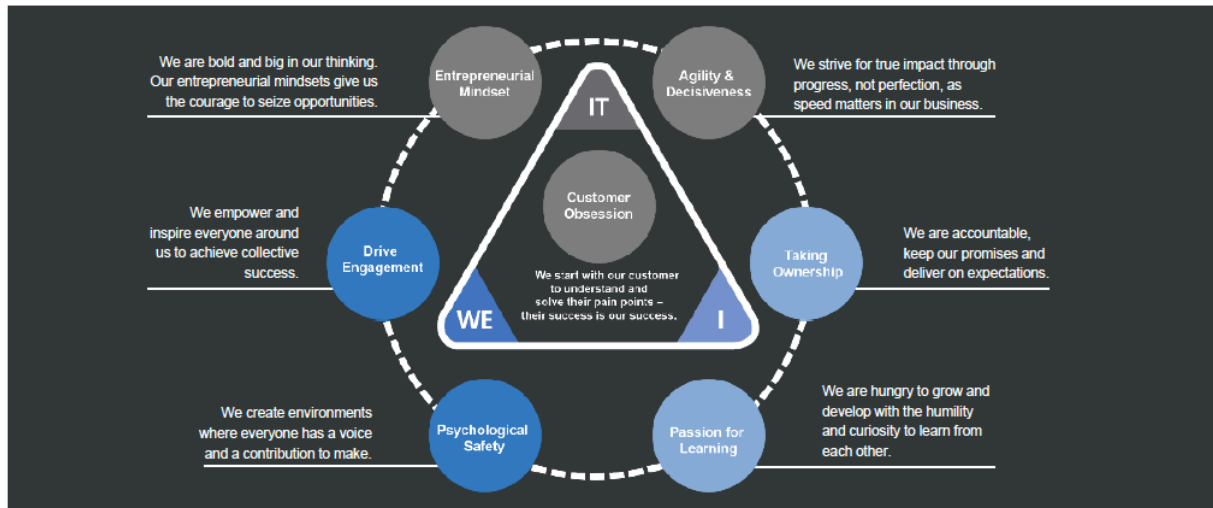 We are bold and big in our thinking.
Our entrepreneurial mindsets give us
the courage to seize opportunities.
Entrepreneurial
Mindset
Agility &
Decisiveness
We strive for true impact through
progress, not perfection, as
speed matters in our business.
IT
Customer
Obsession
We start with our customer
to understand and
solve their pain points –
their success is our success.
WE
I
We empower and
inspire everyone around
us to achieve collective
success.
Drive
Engagement
Taking
Ownership
We are accountable,
keep our promises and
deliver on expectations.
We create environments
where everyone has a voice
and a contribution to make.
Psychological
Safety
Passion for
Learning
We are hungry to grow and
develop with the humility
and curiosity to learn from
each other.